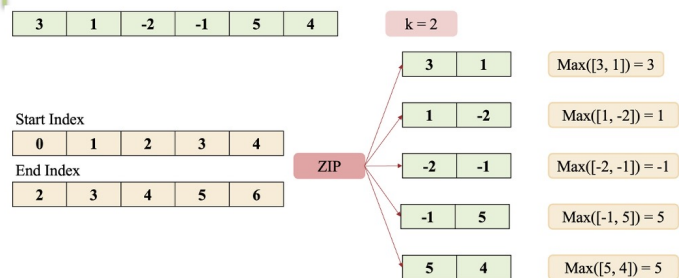 3 1 -2 -1 5 4
k = 2
3 1
Max([3, 1]) = 3
1 -2
Max([1, -2]) = 1
Start Index
0 1 2 3 4
End Index
2 3 4 5 6
ZIP
-2 -1
Max([-2, -1]) = -1
-1 5
Max([-1, 5]) = 5
5 4
Max([5, 4]) = 5